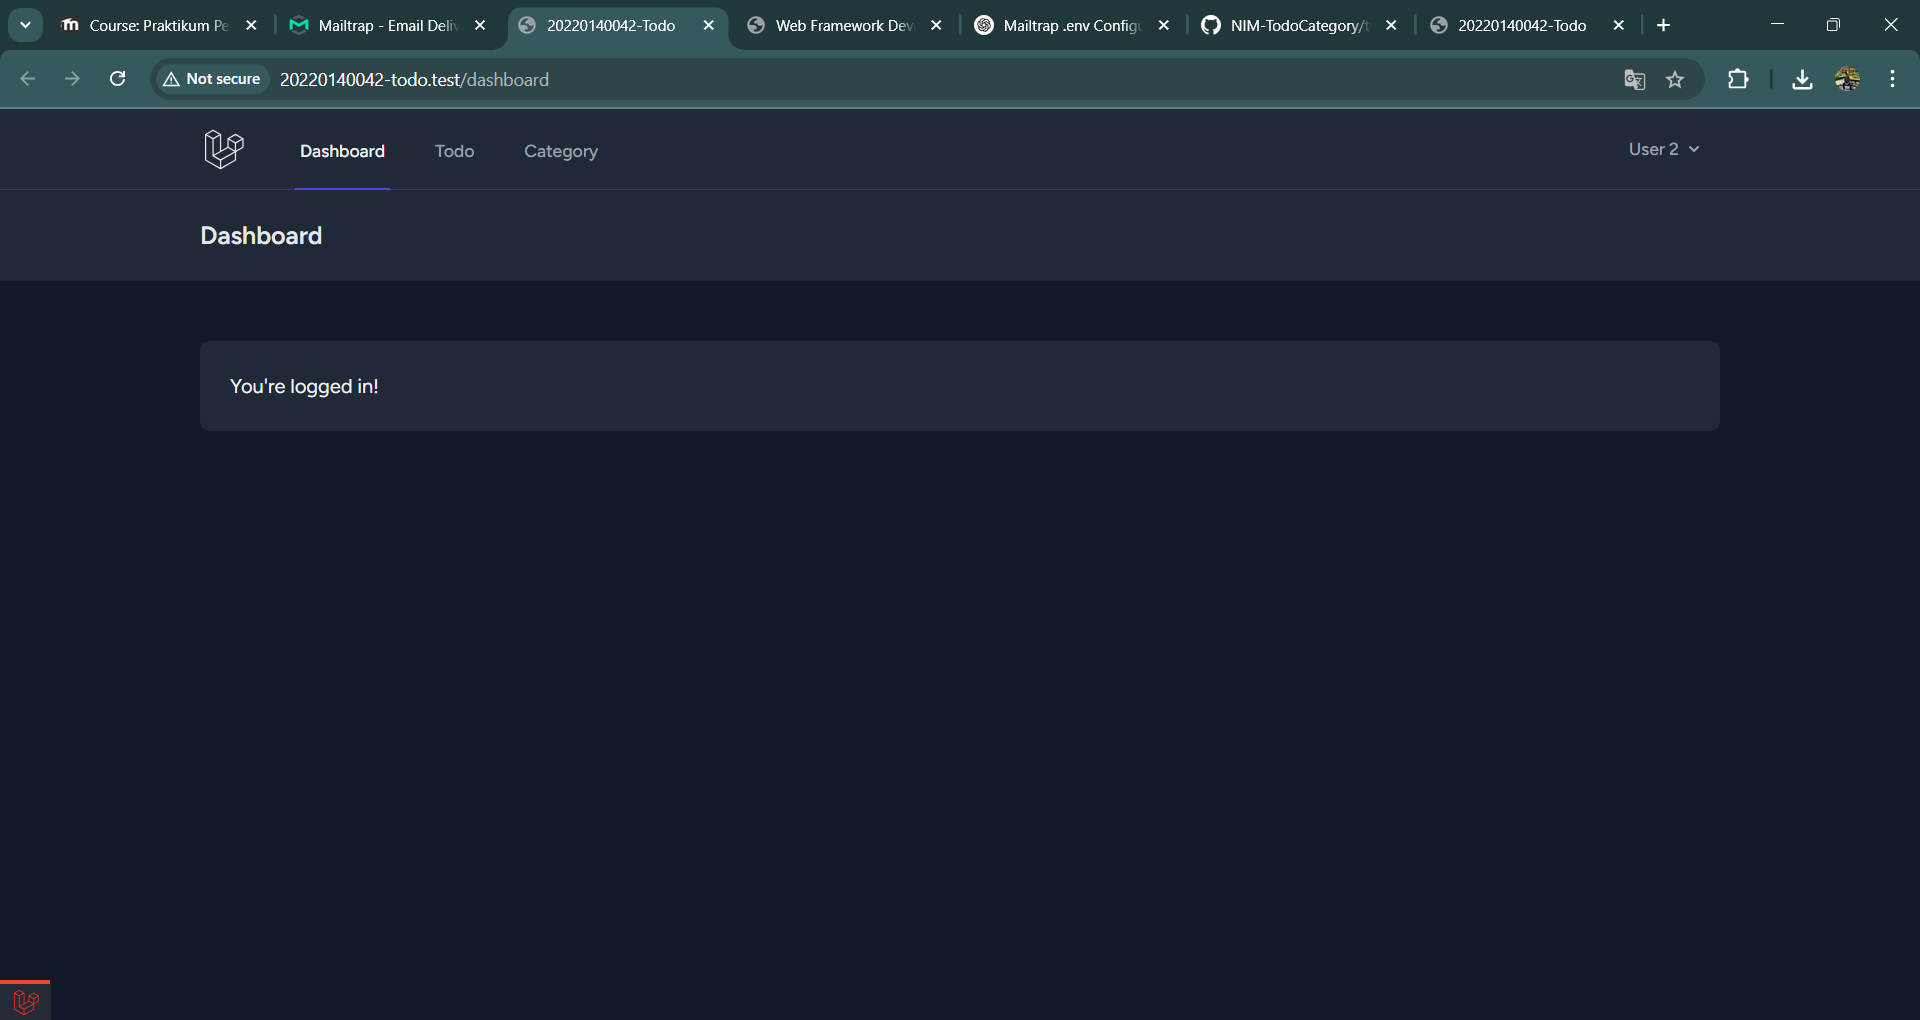 Course: Praktikum Pe
Mailtrap - Email Deliv
20220140042-Todo
Web Framework Dev
Mailtrap .env Configu
NIM-TodoCategory/t
20220140042-Todo
Not secure
20220140042-todo.test/dashboard
Dashboard
Todo
Category
User 2
Dashboard
You're logged in!